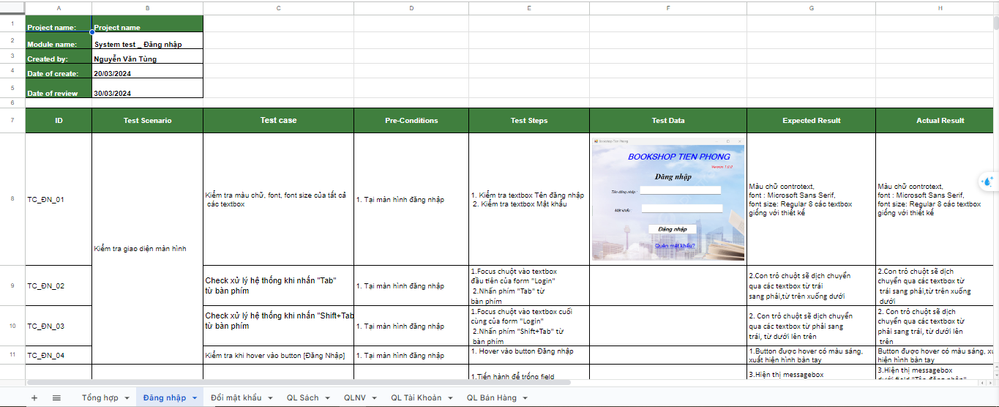 A B C D E F G H
1 Project name: Project name
2 Module name: System test _ Đăng nhập
3 Created by: Nguyễn Văn Tùng
4 Date of create: 20/03/2024
5 Date of review 30/03/2024
6
7 ID Test Scenario Test case Pre-Conditions Test Steps Test Data Expected Result Actual Result
8
TC_ĐN_01
Kiểm tra giao diện màn hình
Kiểm tra màu chữ, font, font size của tất cả
các textbox
1. Tại màn hình đăng nhập
1. Kiểm tra textbox Tên đăng nhập
2. Kiểm tra textbox Mật khẩu
Bookshop Tien Phong
BOOKSHOP TIEN PHONG
Version 1.0.0
Đăng nhập
Tên đăng nhập :
Mật khẩu :
Đăng nhập
Quên mật khẩu?
Màu chữ controtext,
font : Microsoft Sans Serif,
font size: Regular 8 các textbox
giống với thiết kế
Màu chữ controtext,
font : Microsoft Sans Serif,
font size: Regular 8 các textbox
giống với thiết kế
9
TC_ĐN_02
Check xử lý hệ thống khi nhấn "Tab"
từ bàn phím
1. Tại màn hình đăng nhập
1.Focus chuột vào textbox
đầu tiên của form "Login"
2.Nhấn phím "Tab" từ
bàn phím
2.Con trỏ chuột sẽ dịch chuyển
qua các textbox từ trái
sang phải,từ trên xuống dưới
2.Con trỏ chuột sẽ dịch
chuyển qua các textbox từ
trái sang phải,từ trên xuống
dưới
10
TC_ĐN_03
Check xử lý hệ thống khi nhấn "Shift+Tab
từ bàn phím
1. Tại màn hình đăng nhập
1.Focus chuột vào textbox cuối
cùng của form "Login"
2.Nhấn phím "Shift+Tab" từ
bàn phím
2. Con trỏ chuột sẽ dịch chuyển
qua các textbox từ phải sang
trái, từ dưới lên trên
2. Con trỏ chuột sẽ dịch
chuyển qua các textbox từ
phải sang trái, từ dưới lên
trên
11
TC_ĐN_04
Kiểm tra khi hover vào button [Đăng Nhập]
1. Tại màn hình đăng nhập
1. Hover vào button Đăng nhập
1.Button được hover có màu sáng,
xuất hiện hình bàn tay
Button được hover có màu sáng,
hiện hình bàn tay
1.Tiến hành để trống field
3.Hiện thị messagebox
3.Hiện thị messagebox
dưới field "Tên đăng nhập"
Tổng hợp Đăng nhập Đổi mật khẩu QL Sách QLNV QL Tài Khoản QL Bán Hàng